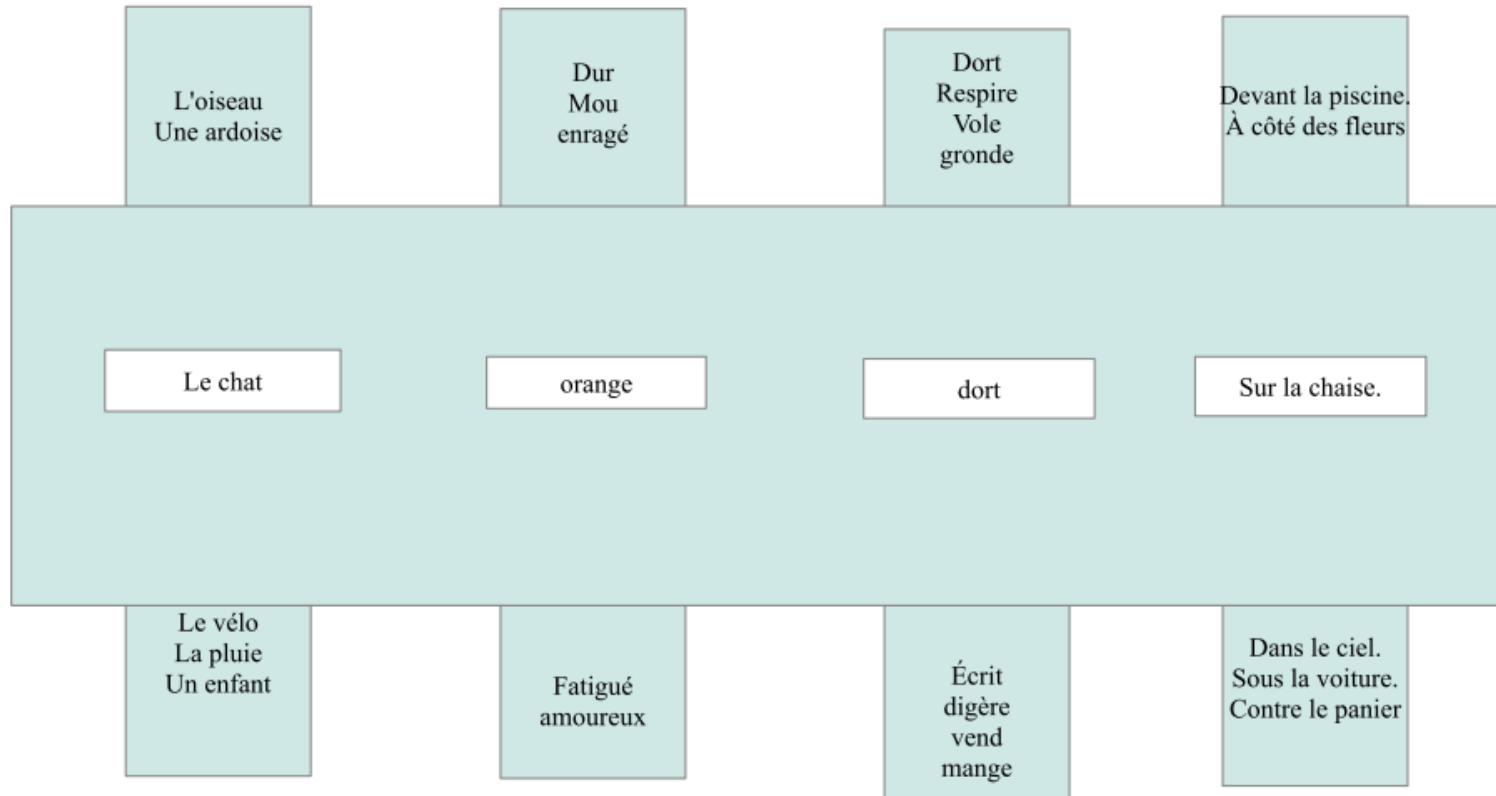 L'oiseau
Une ardoise
Dur
Mou
enragé
Dort
Respire
Vole
gronde
Devant la piscine.
À côté des fleurs
Le chat
orange
dort
Sur la chaise.
Le vélo
La pluie
Un enfant
Fatigué
amoureux
Écrit
digère
vend
mange
Dans le ciel.
Sous la voiture.
Contre le panier